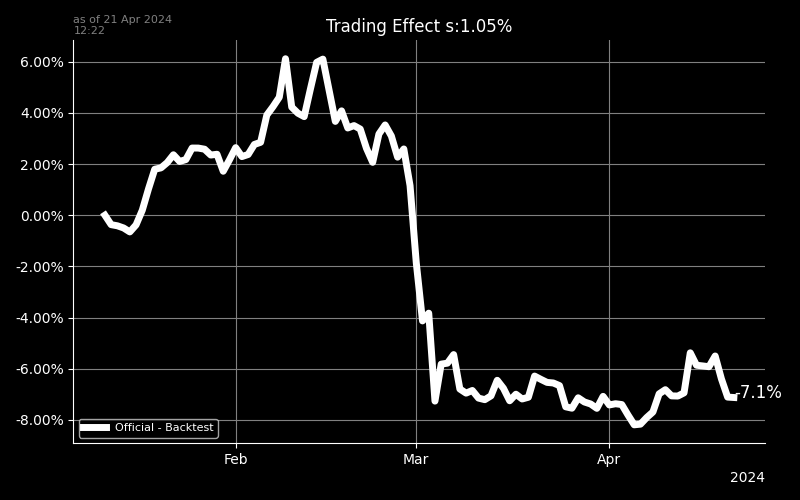 as of 21 Apr 2024
12:22
Trading Effect s:1.05%
6.00%
4.00%
2.00%
0.00%
-2.00%
-4.00%
-6.00%
-8.00%
-7.1%
Official - Backtest
Feb
Mar
Apr
2024